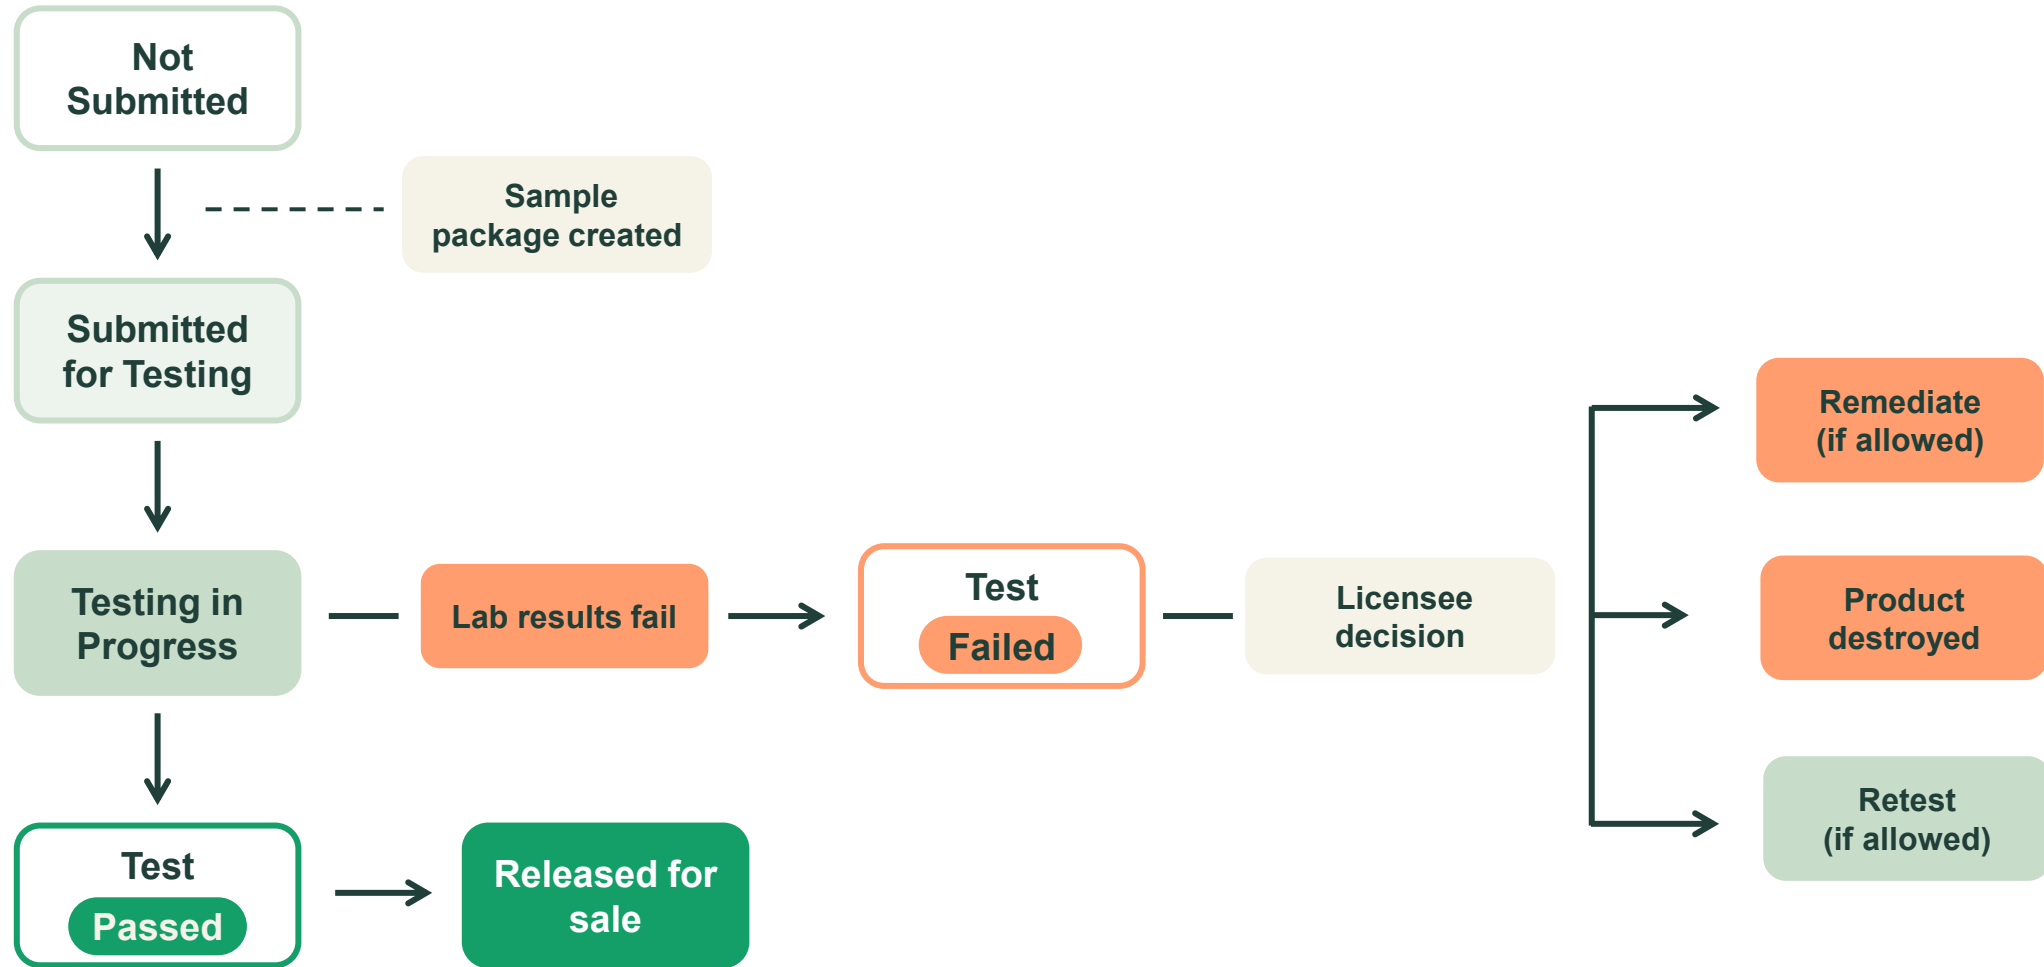 Not
Submitted
Sample
package created
Submitted
for Testing
Testing in
Progress
Lab results fail
Test
Failed
Licensee
decision
Remediate
(if allowed)
Product
destroyed
Retest
(if allowed)
Test
Passed
Released for
sale